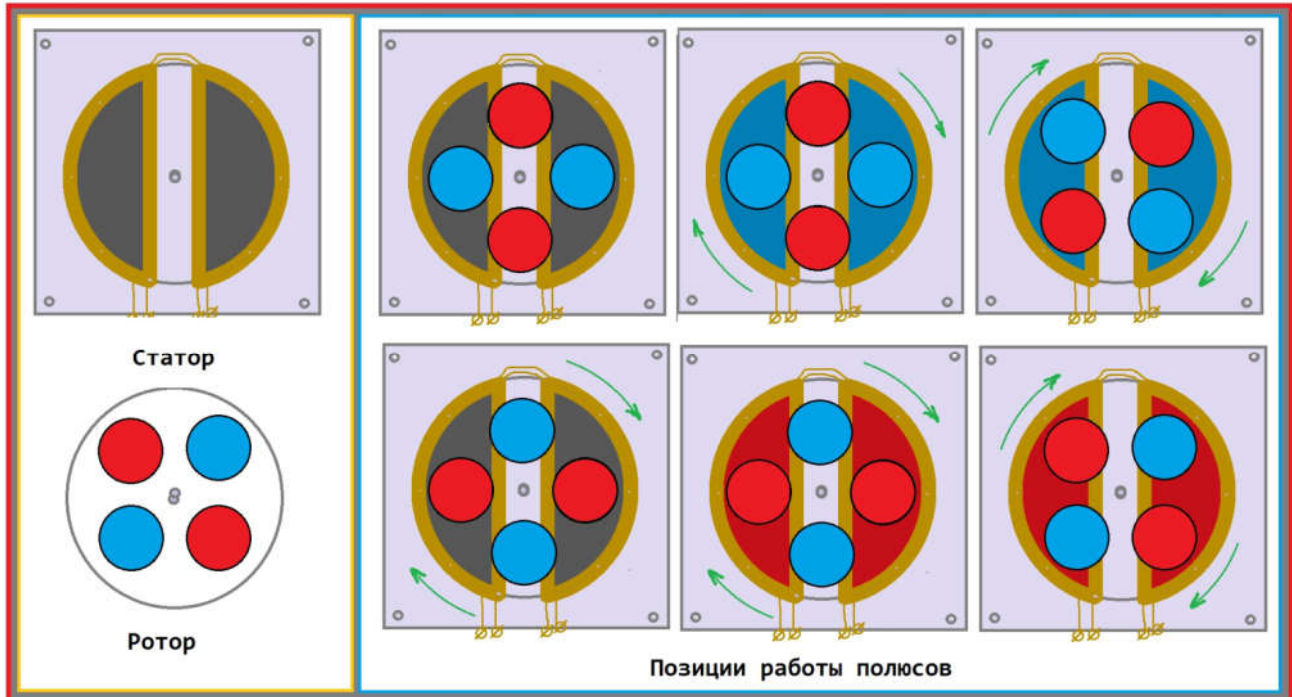 Статор
Ротор
Позиции работы полюсов